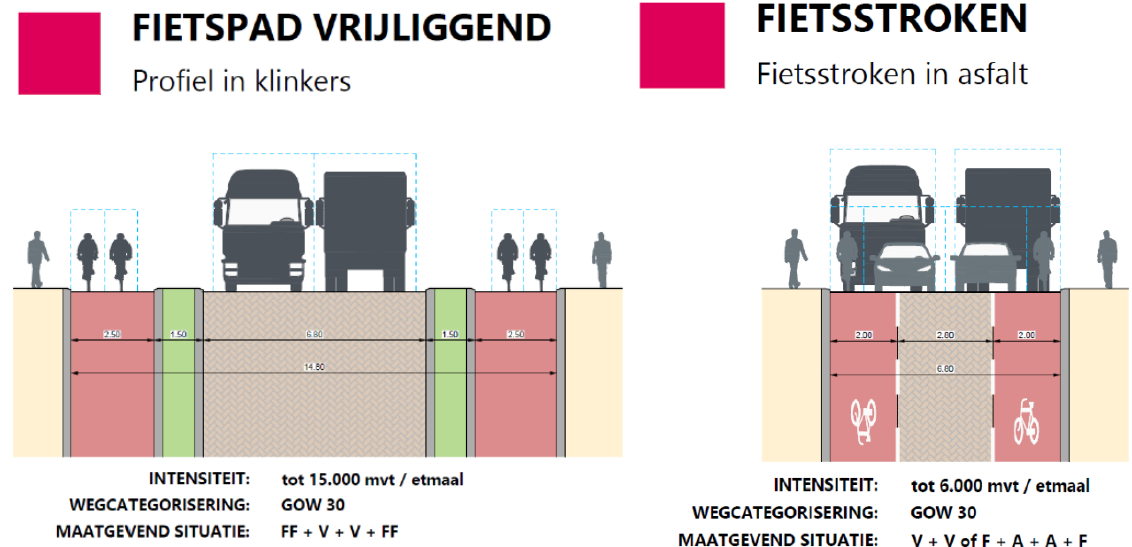 FIETSPAD VRIJLIGGEND
Profiel in klinkers
2.50
1.50
6.80
1.50
2.50
14.80
INTENSITEIT: tot 15.000 mvt / etmaal
WEGCATEGORISERING: GOW 30
MAATGEVEND SITUATIE: FF + V + V + FF
FIETSSTROKEN
Fietsstroken in asfalt
2.00
2.80
2.00
6.80
INTENSITEIT: tot 6.000 mvt / etmaal
WEGCATEGORISERING: GOW 30
MAATGEVEND SITUATIE: V + V of F + A + A + F